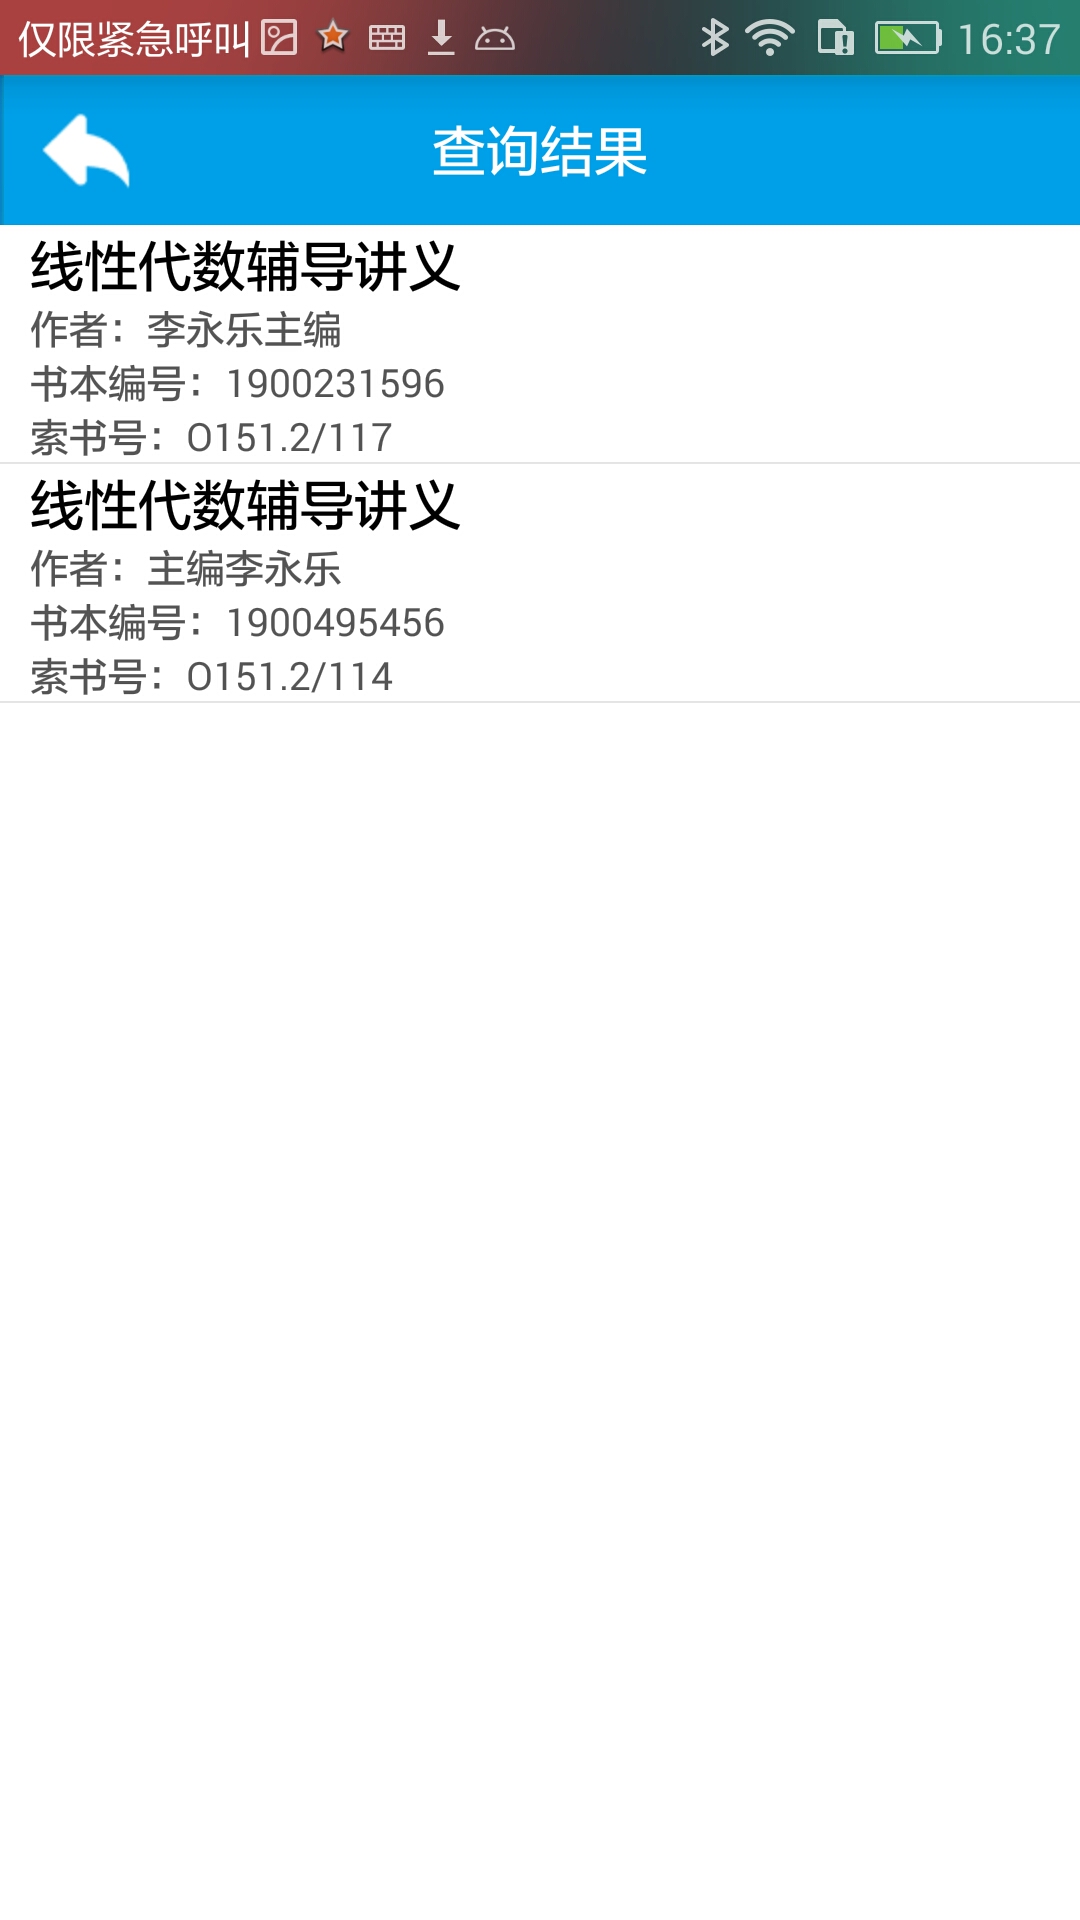 仅限紧急呼叫 16:37
查询结果
线性代数辅导讲义
作者：李永乐主编
书本编号：1900231596
索书号：O151.2/117
线性代数辅导讲义
作者：主编李永乐
书本编号：1900495456
索书号：O151.2/114